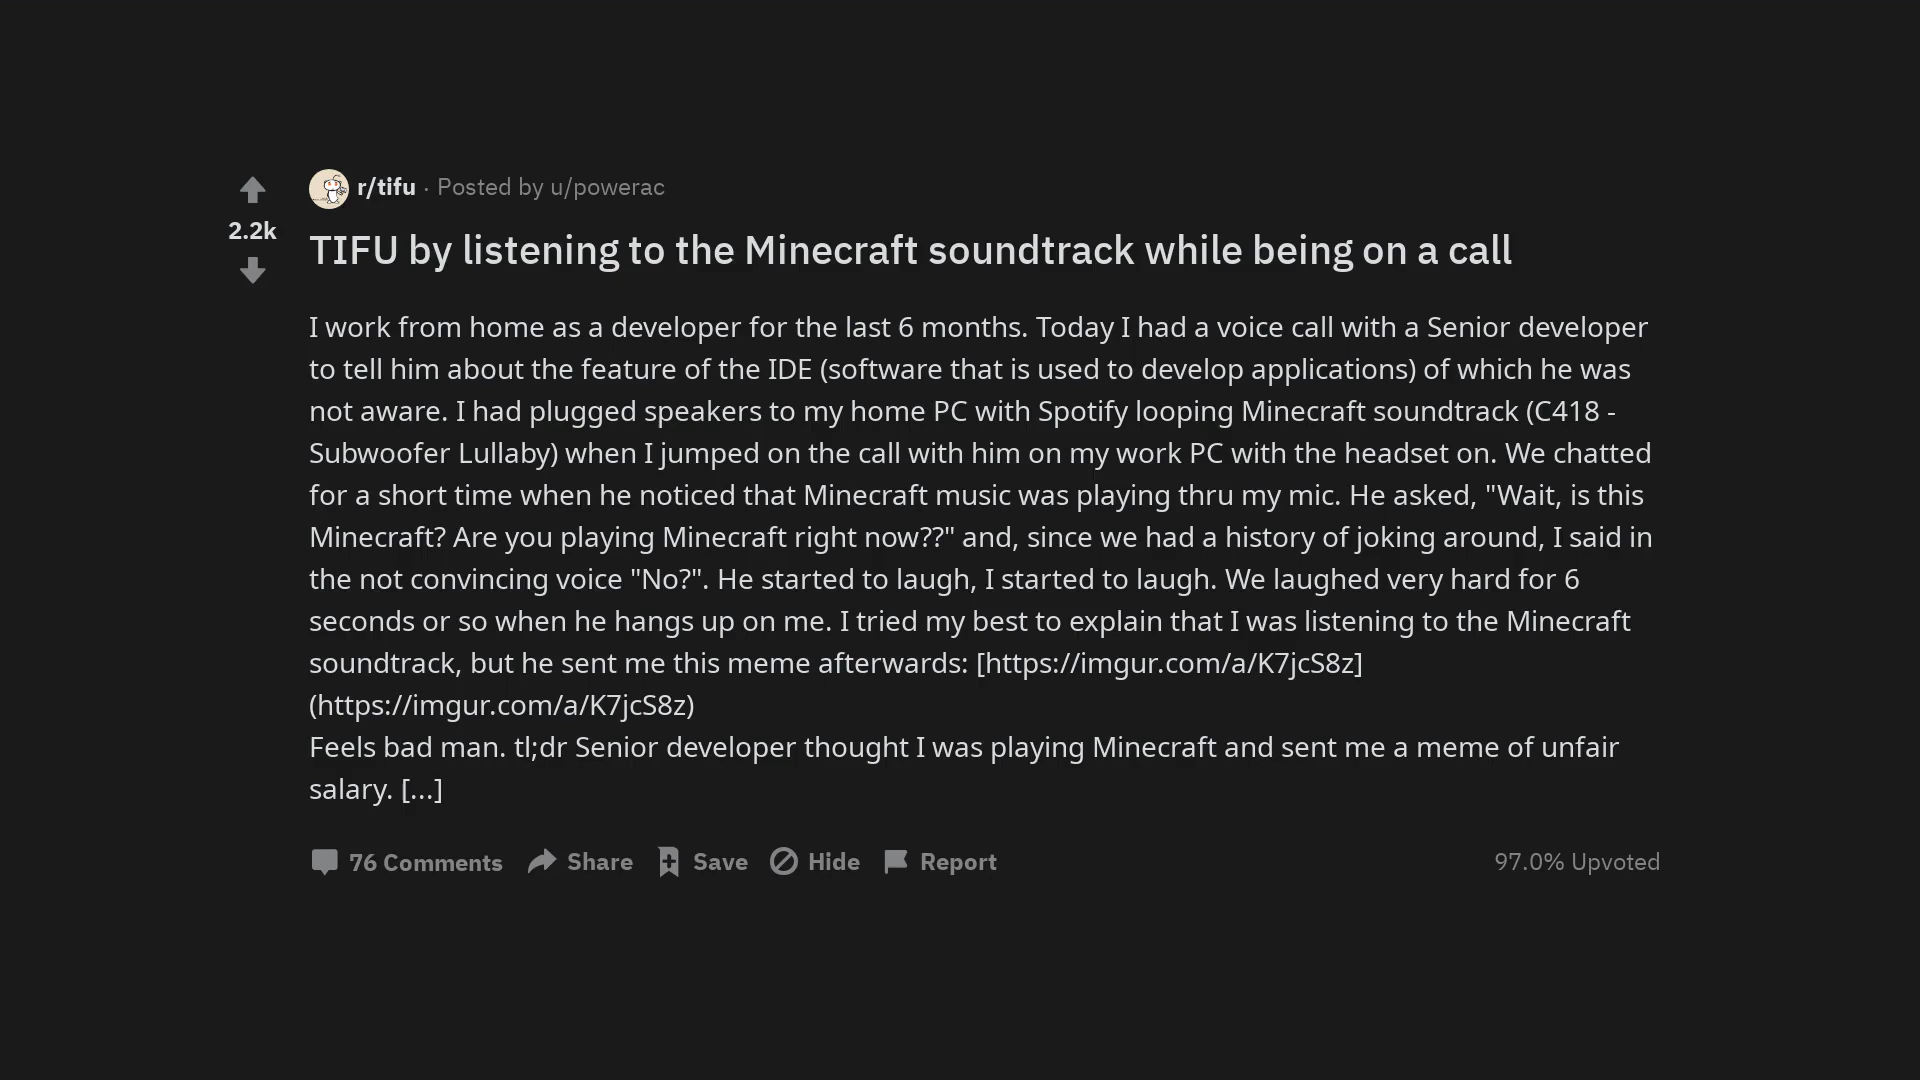 r/tifu · Posted by u/powerac
2.2k
TIFU by listening to the Minecraft soundtrack while being on a call
I work from home as a developer for the last 6 months. Today I had a voice call with a Senior developer
to tell him about the feature of the IDE (software that is used to develop applications) of which he was
not aware. I had plugged speakers to my home PC with Spotify looping Minecraft soundtrack (C418 -
Subwoofer Lullaby) when I jumped on the call with him on my work PC with the headset on. We chatted
for a short time when he noticed that Minecraft music was playing thru my mic. He asked, "Wait, is this
Minecraft? Are you playing Minecraft right now??" and, since we had a history of joking around, I said in
the not convincing voice "No?". He started to laugh, I started to laugh. We laughed very hard for 6
seconds or so when he hangs up on me. I tried my best to explain that I was listening to the Minecraft
soundtrack, but he sent me this meme afterwards: [https://imgur.com/a/K7jcS8z]
(https://imgur.com/a/K7jcS8z)
Feels bad man. tl;dr Senior developer thought I was playing Minecraft and sent me a meme of unfair
salary. [...]
76 Comments Share Save Hide Report 97.0% Upvoted